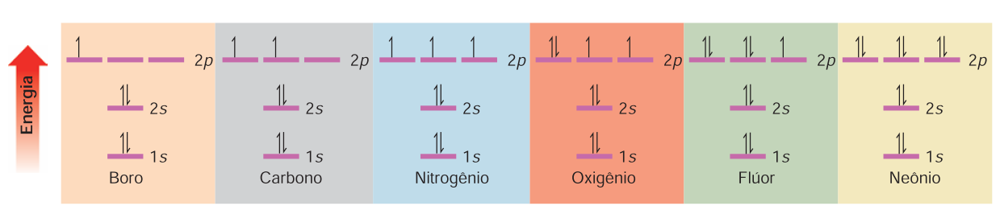 Energia
2p
2s
1s
Boro
2p
2s
1s
Carbono
2p
2s
1s
Nitrogênio
2p
2s
1s
Oxigênio
2p
2s
1s
Flúor
2p
2s
1s
Neônio